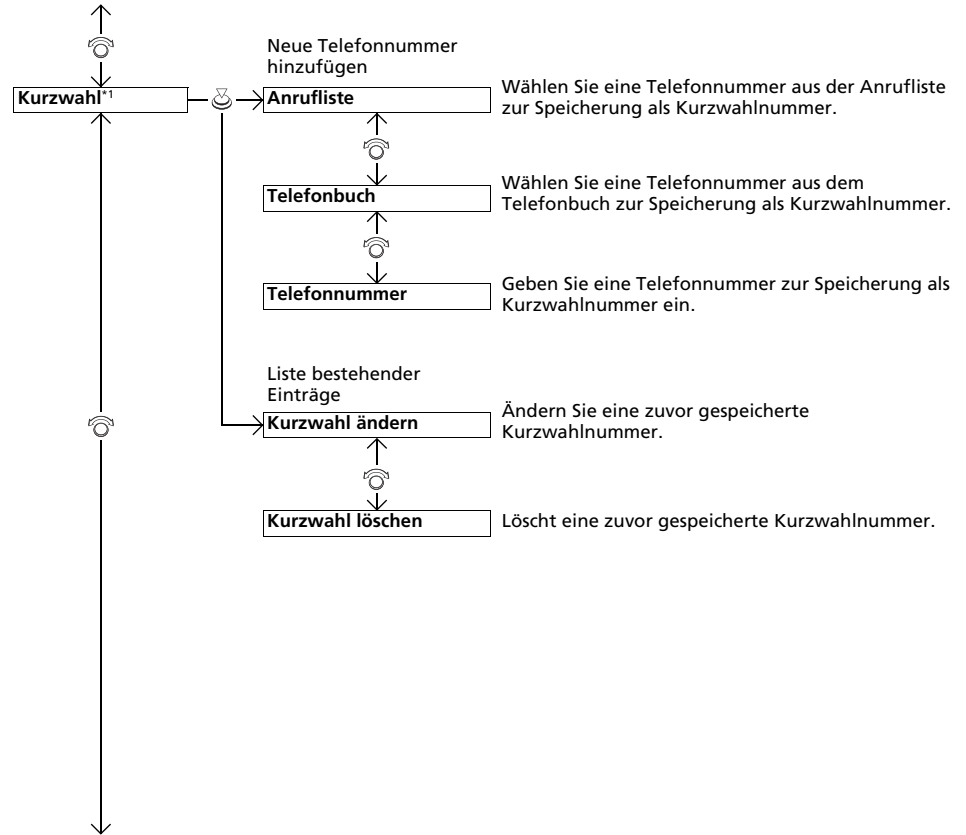 Neue Telefonnummer
hinzufügen
Kurzwahl*1
Anrufliste
Wählen Sie eine Telefonnummer aus der Anrufliste
zur Speicherung als Kurzwahlnummer.
Telefonbuch
Wählen Sie eine Telefonnummer aus dem
Telefonbuch zur Speicherung als Kurzwahlnummer.
Telefonnummer
Geben Sie eine Telefonnummer zur Speicherung als
Kurzwahlnummer ein.
Liste bestehender
Einträge
Kurzwahl ändern
Ändern Sie eine zuvor gespeicherte
Kurzwahlnummer.
Kurzwahl löschen
Löscht eine zuvor gespeicherte Kurzwahlnummer.